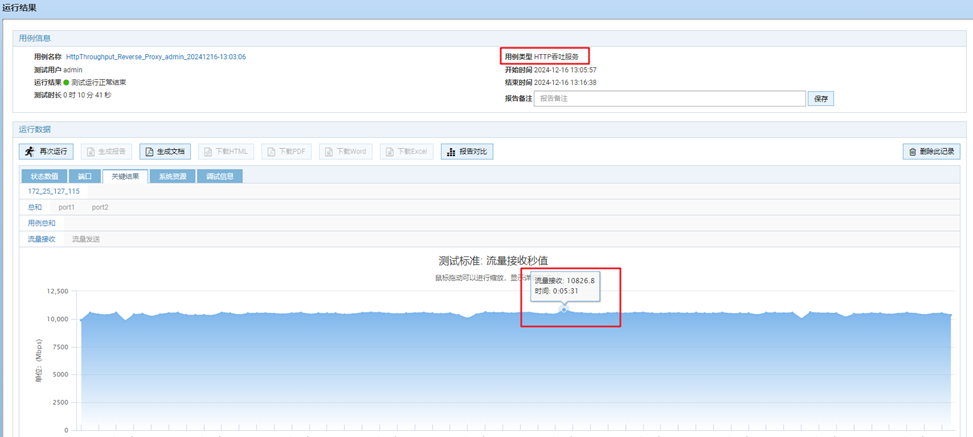 运行结果
用例信息
用例名称 HttpThroughput_Reverse_Proxy_admin_20241216-13:03:06
用例类型 HTTP吞吐服务
测试用户 admin
开始时间 2024-12-16 13:05:57
运行结果 测试运行正常结束
结束时间 2024-12-16 13:16:38
测试时长 0 时 10 分 41 秒
报告备注 报告备注 保存
运行数据
再次运行 生成报告 生成文档 下载HTML 下载PDF 下载Word 下载Excel 报告对比 删除此记录
状态数值 端口 关键结果 系统资源 调试信息
172_25_127_115
总和 port1 port2
用例总和
流量接收 流量发送
测试标准: 流量接收秒值
鼠标拖动可以进行缩放, 显示详
流量接收: 10826.8
时间: 0:05:31
12,500
10,000
7500
5000
2500
0
单位: (Mbps)